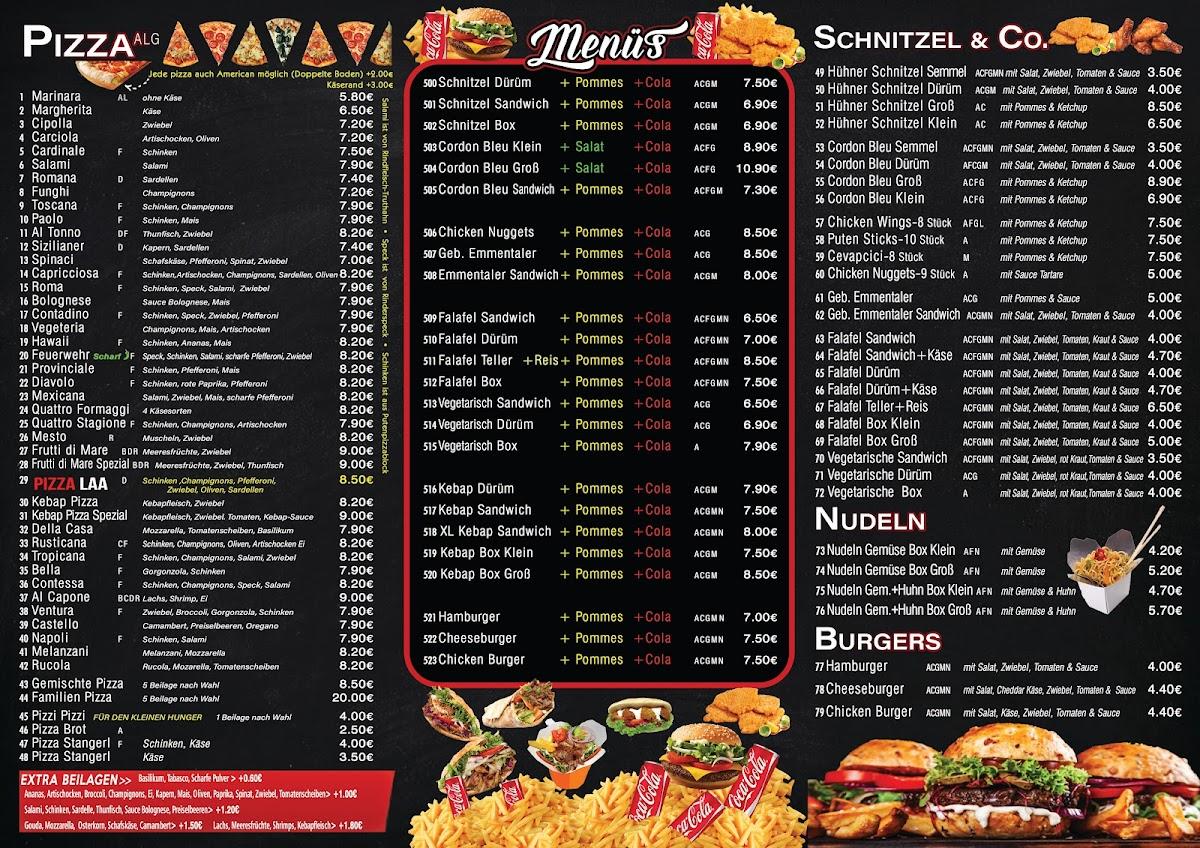 PIZZA ALG
Jede pizza auch American möglich (Doppelte Boden) +2.00€
Käserand +3.00€
1 Marinara AL ohne Käse 5.80€
2 Margherita Käse 6.50€
3 Cipolla Zwiebel 7.20€
4 Carciola Artischocken, Oliven 7.20€
5 Cardinale F Schinken 7.50€
6 Salami Salami 7.90€
7 Romana D Sardellen 7.40€
8 Funghi Champignons 7.20€
9 Toscana F Schinken, Champignons 7.90€
10 Paolo F Schinken, Mais 7.90€
11 Al Tonno DF Thunfisch, Zwiebel 8.20€
12 Sizilianer D Kapern, Sardellen 7.40€
13 Spinaci Schafskäse, Pfefferoni, Spinat, Zwiebel 7.00€
14 Capricciosa F Schinken,Artischocken, Champignons, Sardellen, Oliven 8.20€
15 Roma F Schinken, Speck, Salami, Zwiebel 7.90€
16 Bolognese Sauce Bolognese, Mais 7.90€
17 Contadino F Schinken, Speck, Zwiebel, Pfefferoni 7.90€
18 Vegeteria Champignons, Mais, Artischocken 7.90€
19 Hawaii F Schinken, Ananas, Mais 8.20€
20 Feuerwehr Scharf F Speck, Schinken, Salami, scharfe Pfefferoni, Zwiebel 8.20€
21 Provinciale F Schinken, Pfefferoni, Mais 8.20€
22 Diavolo F Schinken, rote Paprika, Pfefferoni 8.20€
23 Mexicana Salami, Zwiebel, Mais, scharfe Pfefferoni 8.20€
24 Quattro Formaggi 4 Käsesorten 8.20€
25 Quattro Stagione F Schinken, Champignons, Artischocken 8.20€
26 Mesto R Muscheln, Zwiebel 8.20€
27 Frutti di Mare BDR Meeresfrüchte, Zwiebel 9.00€
28 Frutti di Mare Spezial BDR Meeresfrüchte, Zwiebel, Thunfisch 9.00€
29 PIZZA LAA D Schinken ,Champignons, Pfefferoni, 8.50€
Zwiebel, Oliven, Sardellen
30 Kebap Pizza Kebapfleisch, Zwiebel 8.20€
31 Kebap Pizza Spezial Kebapfleisch, Zwiebel. Tomaten, Kebap-Sauce 9.00€
32 Della Casa Mozzarella, Tomatenscheiben, Basilikum 7.90€
33 Rusticana CF Schinken, Champignons, Oliven, Artischocken Ei 8.20€
34 Tropicana F Schinken, Champignons, Salami, Zwiebel 8.20€
35 Bella F Gorgonzola, Schinken 7.90€
36 Contessa F Schinken, Champignons, Speck, Salami 8.20€
37 Al Capone BCDR Lachs, Shrimp, Ei 9.00€
38 Ventura F Zwiebel, Broccoli, Gorgonzola, Schinken 7.90€
39 Castello Camambert, Preiselbeeren, Oregano 7.90€
40 Napoli F Schinken, Salami 7.90€
41 Melanzani Melanzani, Mozzarella 8.20€
42 Rucola Rucola, Mozarella, Tomatenscheiben 8.20€
43 Gemischte Pizza 5 Beilage nach Wahl 8.50€
44 Familien Pizza 5 Beilage nach Wahl 20.00€
45 Pizzi Pizzi FÜR DEN KLEINEN HUNGER 1 Beilage nach Wahl 4.00€
46 Pizza Brot A 2.50€
47 Pizza Stangerl F Schinken, Käse 4.00€
48 Pizza Stangerl Käse 3.50€
Salami ist von Rindfleisch-Truthahn • Speck ist von Rinderspeck • Schinken ist aus Putenpizzablock
EXTRA BEILAGEN>> Basilikum, Tabasco, Scharfe Pulver> +0.60€
Ananas, Artischocken, Broccoli, Champignons, Ei, Kapern, Mais, Oliven, Paprika, Spinat, Zwiebel, Tomatenscheiben> +1.00€
Salami, Schinken, Sardelle, Thunfisch, Sauce Bolognese, Preiselbeeren> +1.20€
Gouda, Mozzarella, Osterkorn, Schafskäse, Camambert> +1.50€ Lachs, Meeresfrüchte, Shrimps, Kebapfleisch> +1.80€
Coca-Cola
Menüs
500 Schnitzel Dürüm + Pommes +Cola ACGM 7.50€
501 Schnitzel Sandwich + Pommes +Cola ACGM 6.90€
502 Schnitzel Box + Pommes +Cola ACGM 6.90€
503 Cordon Bleu Klein + Salat +Cola ACFG 8.90€
504 Cordon Bleu Groß + Salat +Cola ACFG 10.90€
505 Cordon Bleu Sandwich + Pommes +Cola ACFGM 7.30€
506 Chicken Nuggets + Pommes +Cola ACG 8.50€
507 Geb. Emmentaler + Pommes +Cola ACG 8.50€
508 Emmentaler Sandwich + Pommes +Cola ACGM 8.00€
509 Falafel Sandwich + Pommes +Cola ACFGMN 6.50€
510 Falafel Dürüm + Pommes +Cola ACFGMN 7.00€
511 Falafel Teller +Reis + Pommes +Cola ACFGMN 8.50€
512 Falafel Box + Pommes +Cola ACFGMN 7.50€
513 Vegetarisch Sandwich + Pommes +Cola ACG 6.50€
514 Vegetarisch Dürüm + Pommes +Cola ACG 6.90€
515 Vegetarisch Box + Pommes +Cola A 7.90€
516 Kebap Dürüm + Pommes +Cola ACGM 7.90€
517 Kebap Sandwich + Pommes +Cola ACGMN 7.50€
518 XL Kebap Sandwich + Pommes +Cola ACGMN 8.00€
519 Kebap Box Klein + Pommes +Cola ACGM 7.50€
520 Kebap Box Groß + Pommes +Cola ACGM 8.50€
521 Hamburger + Pommes +Cola ACGMN 7.00€
522 Cheeseburger + Pommes +Cola ACGMN 7.50€
523 Chicken Burger + Pommes +Cola ACGMN 7.50€
Coca-Cola
Coca-Cola
Coca-Cola
SCHNITZEL & CO.
49 Hühner Schnitzel Semmel ACFGMN mit Salat, Zwiebel, Tomaten & Sauce 3.50€
50 Hühner Schnitzel Dürüm ACGM mit Salat, Zwiebel, Tomaten & Sauce 4.00€
51 Hühner Schnitzel Groß AC mit Pommes & Ketchup 8.50€
52 Hühner Schnitzel Klein AC mit Pommes & Ketchup 6.50€
53 Cordon Bleu Semmel ACFGMN mit Salat, Zwiebel, Tomaten & Sauce 3.50€
54 Cordon Bleu Dürüm AFCGM mit Salat, Zwiebel, Tomaten & Sauce 4.00€
55 Cordon Bleu Groß ACFG mit Pommes & Ketchup 8.90€
56 Cordon Bleu Klein ACFG mit Pommes & Ketchup 6.90€
57 Chicken Wings-8 Stück AFGL mit Pommes & Ketchup 7.50€
58 Puten Sticks-10 Stück A mit Pommes & Ketchup 7.50€
59 Cevapcici-8 Stück M mit Pommes & Ketchup 7.50€
60 Chicken Nuggets-9 Stück A mit Sauce Tartare 5.00€
61 Geb. Emmentaler ACG mit Pommes & Sauce 5.00€
62 Geb. Emmentaler Sandwich ACGMN mit Salat, Zwiebel, Tomaten & Sauce 4.00€
63 Falafel Sandwich ACFGMN mit Salat, Zwiebel, Tomaten, Kraut & Sauce 4.00€
64 Falafel Sandwich+Käse ACFGMN mit Salat, Zwiebel, Tomaten, Kraut & Sauce 4.70€
65 Falafel Dürüm ACFGMN mit Salat, Zwiebel, Tomaten, Kraut & Sauce 4.00€
66 Falafel Dürüm+Käse ACFGMN mit Salat, Zwiebel, Tomaten, Kraut & Sauce 4.70€
67 Falafel Teller+Reis ACFGMN mit Salat, Zwiebel, Tomaten, Kraut & Sauce 6.50€
68 Falafel Box Klein ACFGMN mit Salat, Zwiebel, Tomaten, Kraut & Sauce 4.00€
69 Falafel Box Groß ACFGMN mit Salat, Zwiebel, Tomaten, Kraut & Sauce 5.00€
70 Vegetarische Sandwich ACFGMN mit Salat, Zwiebel, rot Kraut,Tomaten & Sauce 3.50€
71 Vegetarische Dürüm ACGM mit Salat, Zwiebel, rot Kraut,Tomaten & Sauce 4.00€
72 Vegetarische Box A mit Salat, Zwiebel, rot Kraut,Tomaten & Sauce 4.00€
NUDELN
73 Nudeln Gemüse Box Klein AFN mit Gemüse 4.20€
74 Nudeln Gemüse Box Groß AFN mit Gemüse 5.20€
75 Nudeln Gem.+Huhn Box Klein AFN mit Gemüse & Huhn 4.70€
76 Nudeln Gem.+Huhn Box Groß AFN mit Gemüse & Huhn 5.70€
BURGERS
77 Hamburger ACGMN mit Salat, Zwiebel, Tomaten & Sauce 4.00€
78 Cheeseburger ACGMN mit Salat, Cheddar Käse, Zwiebel, Tomaten & Sauce 4.40€
79 Chicken Burger ACGMN mit Salat, Käse, Zwiebel, Tomaten & Sauce 4.40€